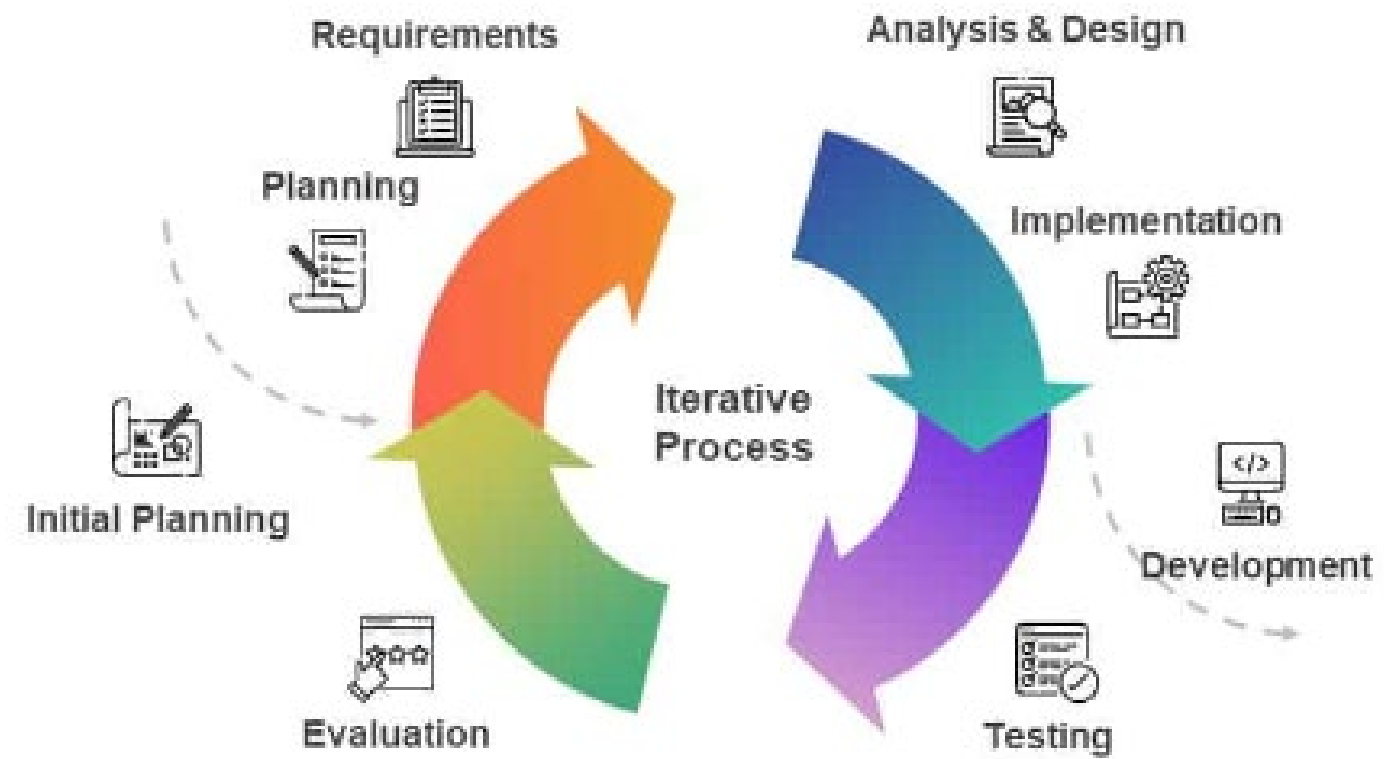 Requirements
Analysis & Design
Planning
Implementation
Iterative
Process
Initial Planning
</>
Development
Evaluation
Testing